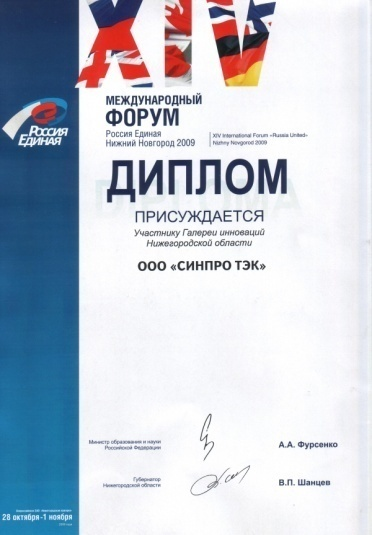 XIV
МЕЖДУНАРОДНЫЙ
ФОРУМ
Россия Единая
Нижний Новгород 2009
XIV International Forum «Russia United»
Nizhny Novgorod 2009
РОССИЯ
ЕДИНАЯ
ДИПЛОМ
ПРИСУЖДАЕТСЯ
Участнику Галереи инноваций
Нижегородской области
ООО «СИНПРО ТЭК»
Министр образования и науки
Российской Федерации
А.А. Фурсенко
Губернатор
Нижегородской области
В.П. Шанцев
28 октября-1 ноября